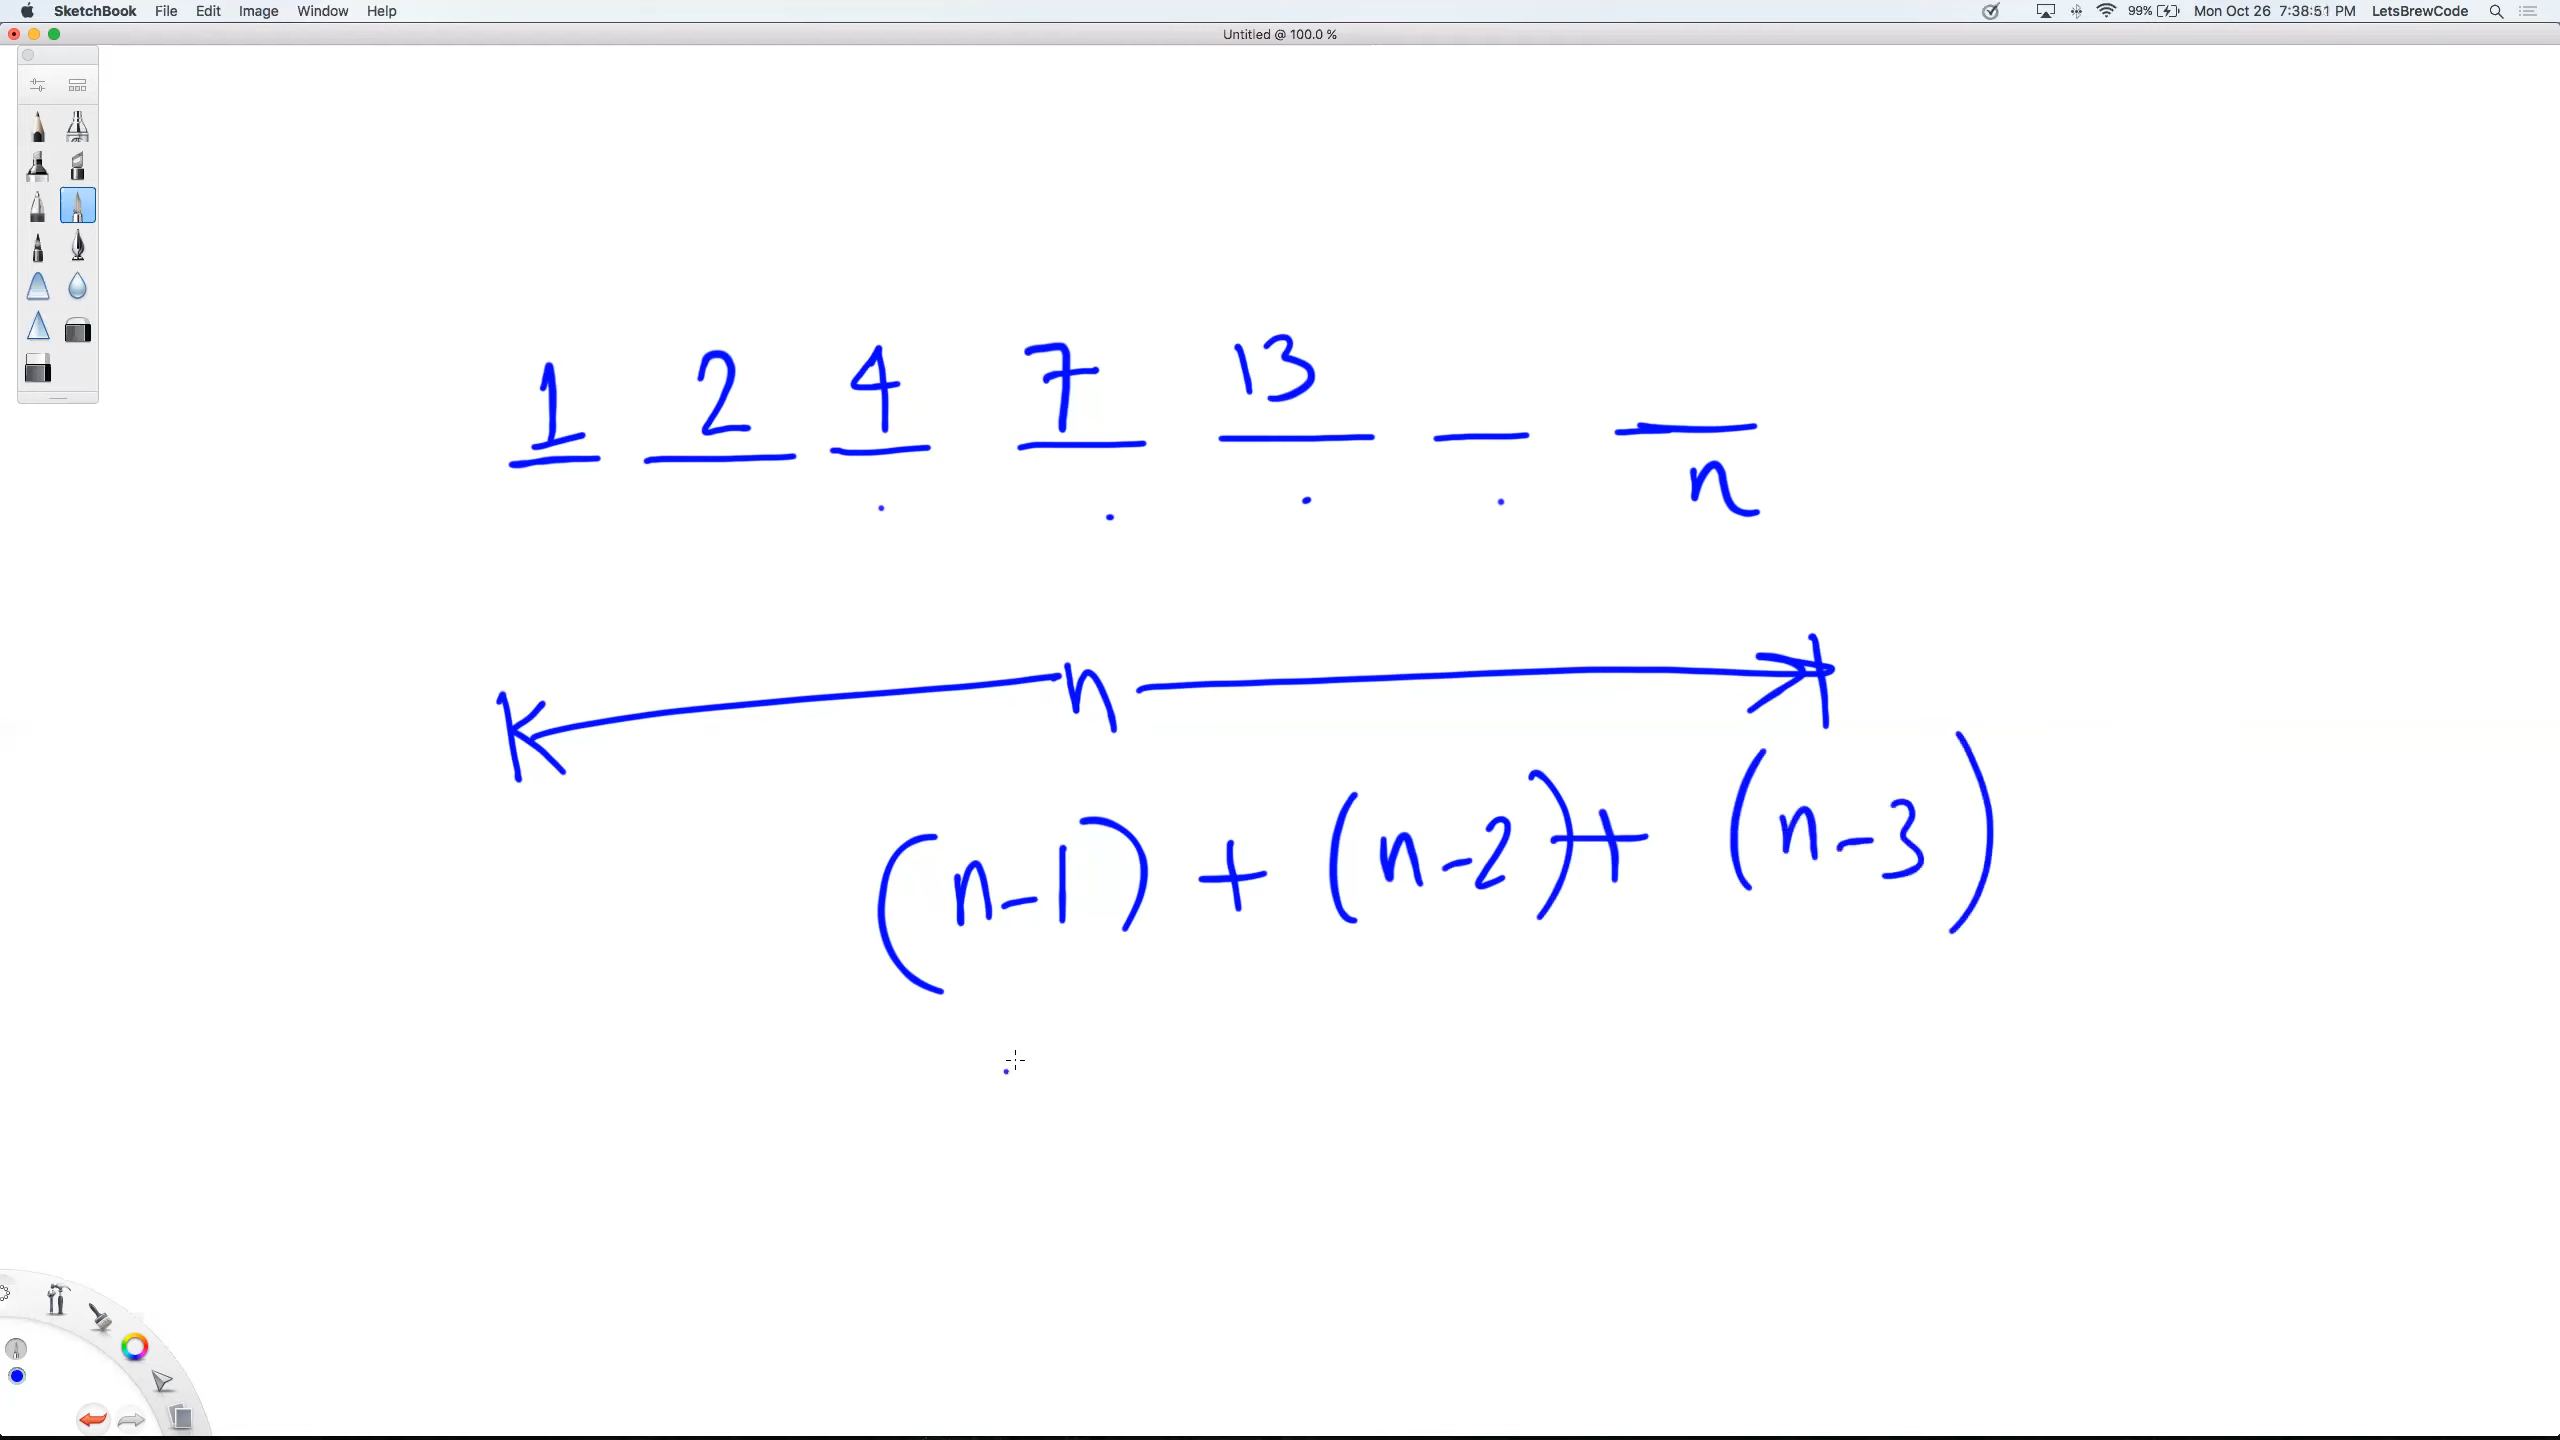 SketchBook File Edit Image Window Help 99% Mon Oct 26 7:38:51 PM LetsBrewCode
Untitled @ 100.0 %
1 2 4 7 13
n
n
(n-1) + (n-2) + (n-3)